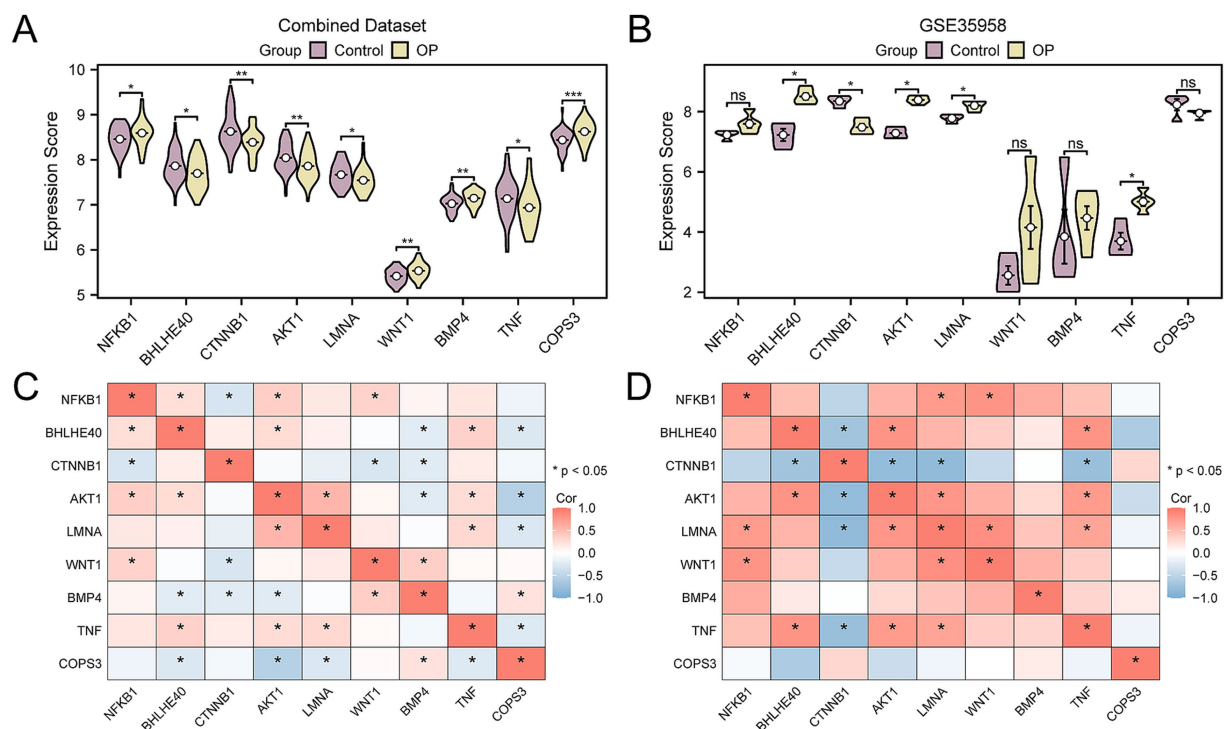 A
Combined Dataset
Group Control OP
Expression Score
10
9
8
7
6
5
* * ** ** * ** ** * ***
NFKB1 BHLHE40 CTNNB1 AKT1 LMNA WNT1 BMP4 TNF COPS3
B
GSE35958
Group Control OP
Expression Score
8
6
4
2
ns * * * * ns ns * ns
NFKB1 BHLHE40 CTNNB1 AKT1 LMNA WNT1 BMP4 TNF COPS3
C
NFKB1 * * * * *
BHLHE40 * * * * * *
CTNNB1 * * * *
AKT1 * * * * * * *
LMNA * * * *
WNT1 * * * *
BMP4 * * * * * *
TNF * * * * *
COPS3 * * * * * *
NFKB1 BHLHE40 CTNNB1 AKT1 LMNA WNT1 BMP4 TNF COPS3
* p < 0.05
Cor
1.0
0.5
0.0
−0.5
−1.0
D
NFKB1 * * *
BHLHE40 * * * *
CTNNB1 * * * * *
AKT1 * * * * *
LMNA * * * * * *
WNT1 * * *
BMP4 *
TNF * * * * *
COPS3 *
NFKB1 BHLHE40 CTNNB1 AKT1 LMNA WNT1 BMP4 TNF COPS3
* p < 0.05
Cor
1.0
0.5
0.0
−0.5
−1.0